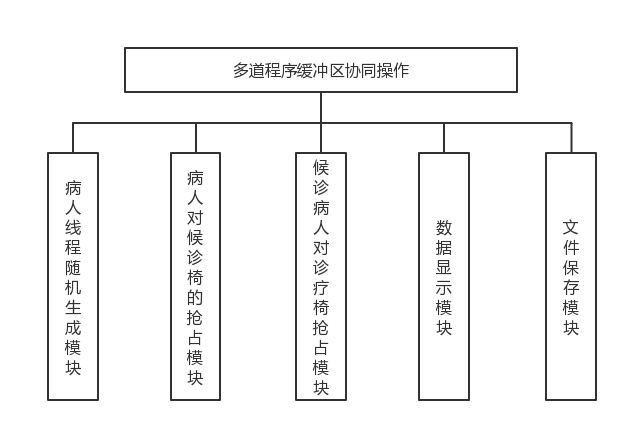 多道程序缓冲区协同操作
病人线程随机生成模块
病人对候诊椅的抢占模块
候诊病人对诊疗椅抢占模块
数据显示模块
文件保存模块